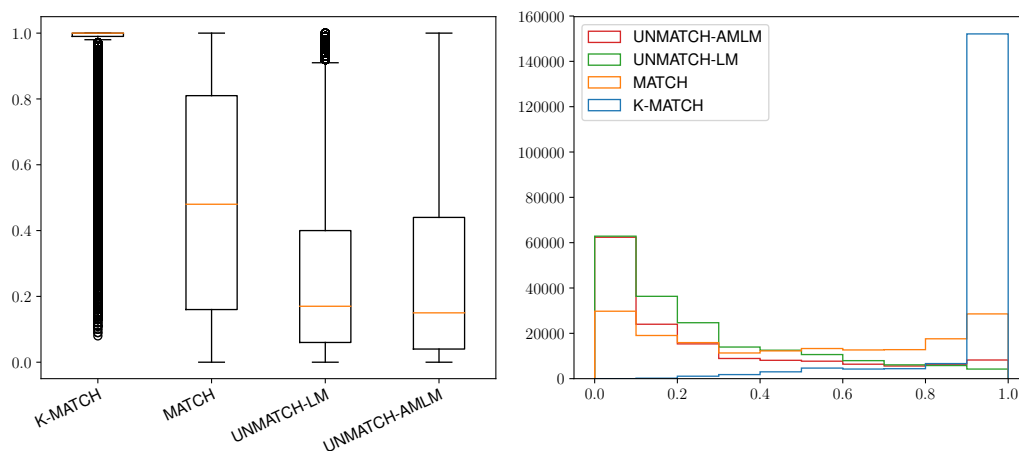 1.0
0.8
0.6
0.4
0.2
0.0
K-MATCH
MATCH
UNMATCH-LM
UNMATCH-AMLM
160000
140000
120000
100000
80000
60000
40000
20000
0
0.0 0.2 0.4 0.6 0.8 1.0
UNMATCH-AMLM
UNMATCH-LM
MATCH
K-MATCH